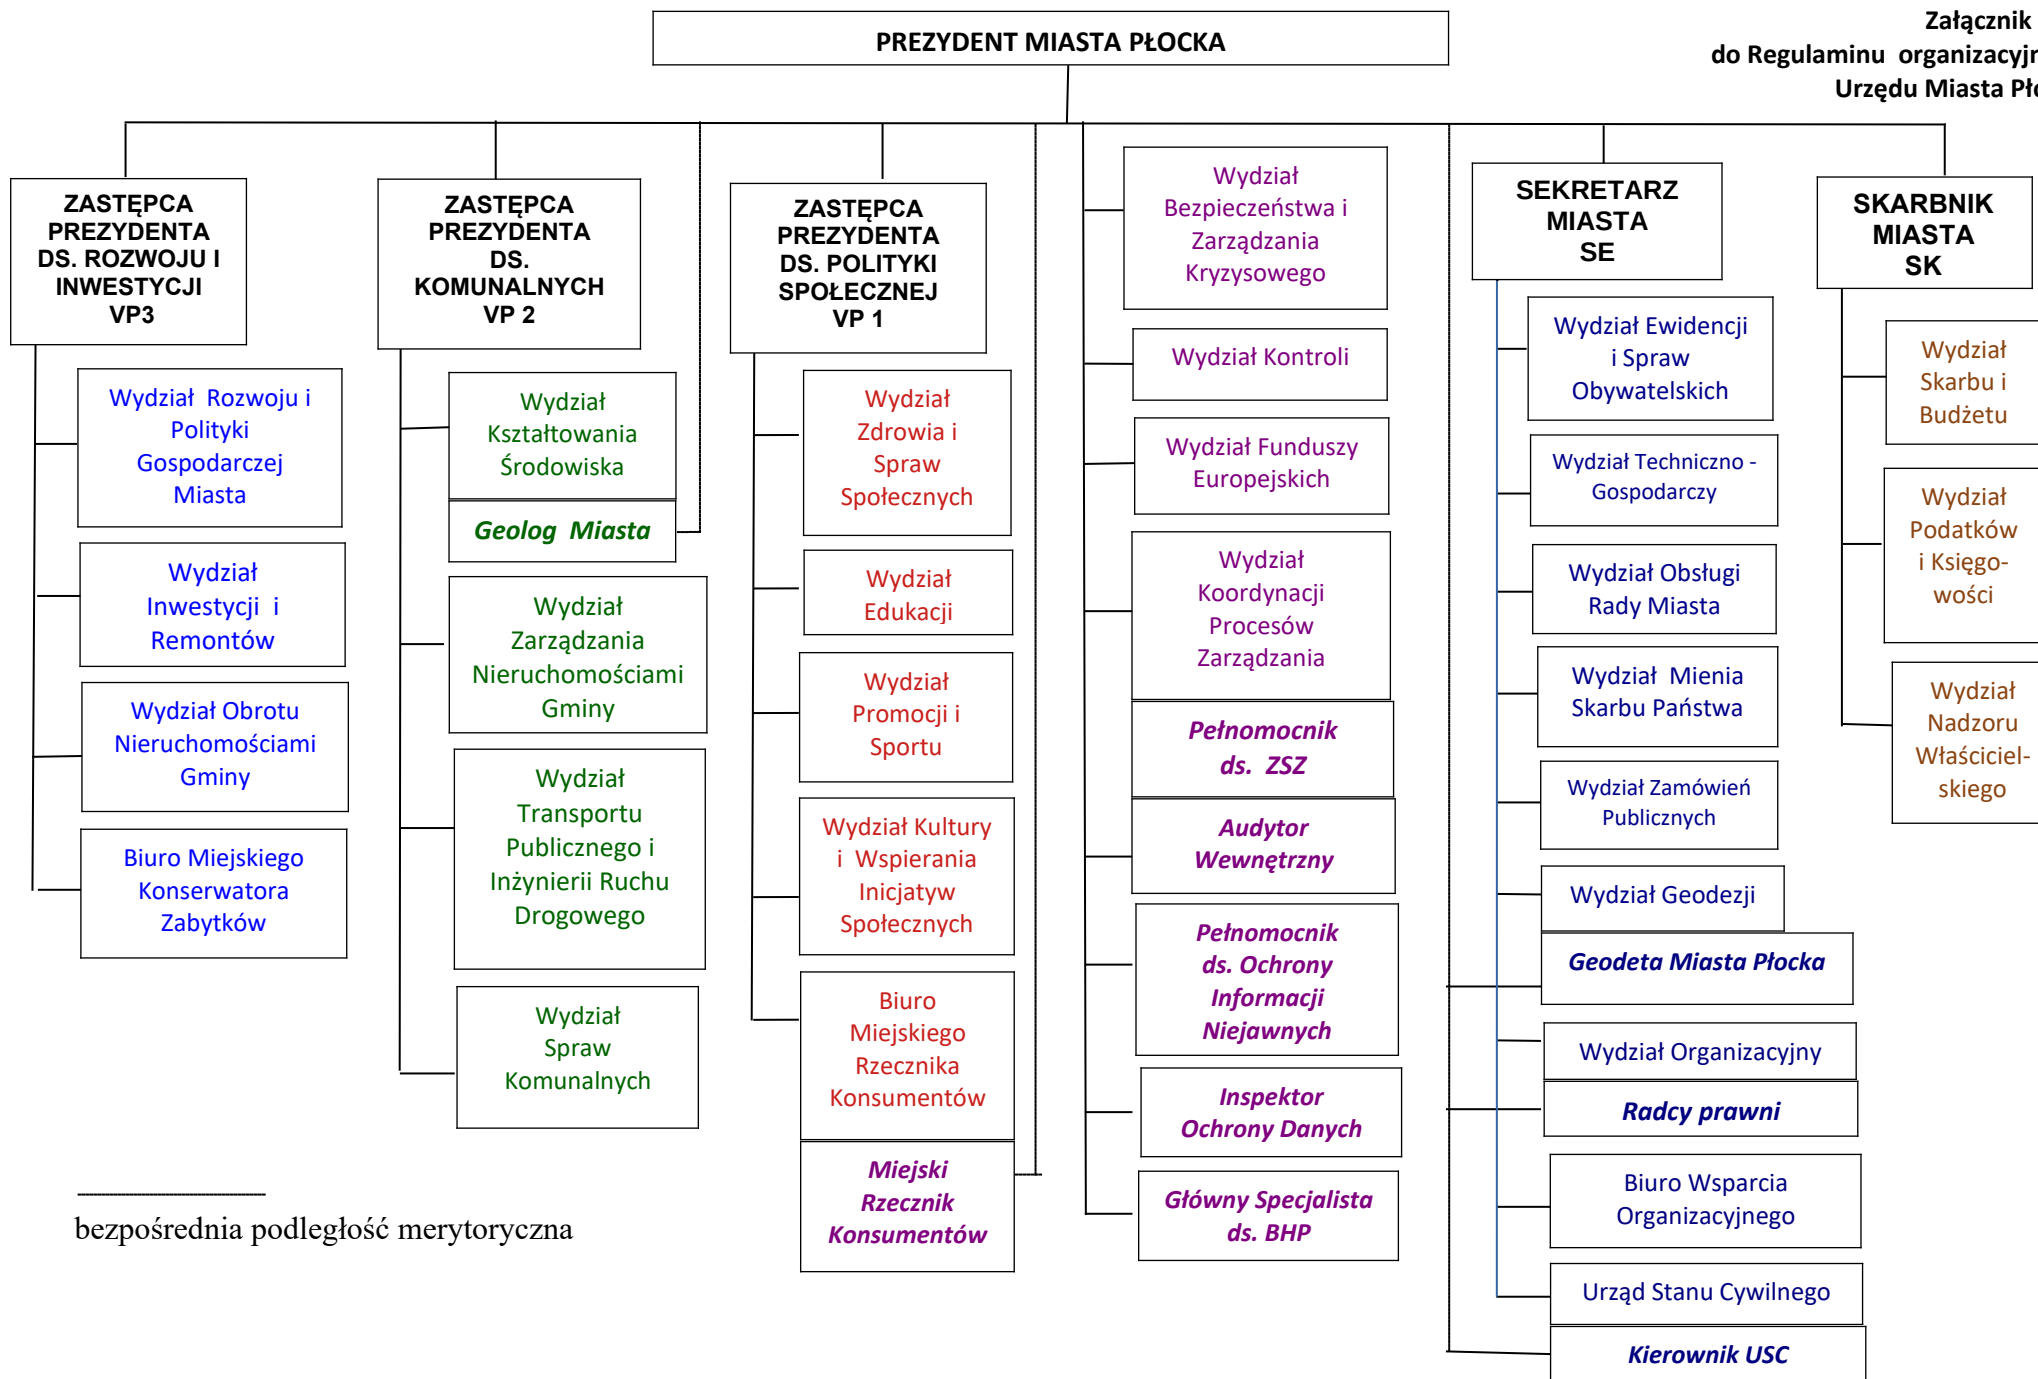 PREZYDENT MIASTA PŁOCKA
Załącznik
do Regulaminu organizacyjn
Urzędu Miasta Pło
ZASTĘPCA
PREZYDENTA
DS. ROZWOJU I
INWESTYCJI
VP3
Wydział Rozwoju i
Polityki
Gospodarczej
Miasta
Wydział
Inwestycji i
Remontów
Wydział Obrotu
Nieruchomościami
Gminy
Biuro Miejskiego
Konserwatora
Zabytków
ZASTĘPCA
PREZYDENTA
DS.
KOMUNALNYCH
VP 2
Wydział
Kształtowania
Środowiska
Geolog Miasta
Wydział
Zarządzania
Nieruchomościami
Gminy
Wydział
Transportu
Publicznego i
Inżynierii Ruchu
Drogowego
Wydział
Spraw
Komunalnych
ZASTĘPCA
PREZYDENTA
DS. POLITYKI
SPOŁECZNEJ
VP 1
Wydział
Zdrowia i
Spraw
Społecznych
Wydział
Edukacji
Wydział
Promocji i
Sportu
Wydział Kultury
i Wspierania
Inicjatyw
Społecznych
Biuro
Miejskiego
Rzecznika
Konsumentów
Miejski
Rzecznik
Konsumentów
Wydział
Bezpieczeństwa i
Zarządzania
Kryzysowego
Wydział Kontroli
Wydział Funduszy
Europejskich
Wydział
Koordynacji
Procesów
Zarządzania
Pełnomocnik
ds. ZSZ
Audytor
Wewnętrzny
Pełnomocnik
ds. Ochrony
Informacji
Niejawnych
Inspektor
Ochrony Danych
Główny Specjalista
ds. BHP
SEKRETARZ
MIASTA
SE
Wydział Ewidencji
i Spraw
Obywatelskich
Wydział Techniczno -
Gospodarczy
Wydział Obsługi
Rady Miasta
Wydział Mienia
Skarbu Państwa
Wydział Zamówień
Publicznych
Wydział Geodezji
Geodeta Miasta Płocka
Wydział Organizacyjny
Radcy prawni
Biuro Wsparcia
Organizacyjnego
Urząd Stanu Cywilnego
Kierownik USC
SKARBNIK
MIASTA
SK
Wydział
Skarbu i
Budżetu
Wydział
Podatków
i Księgo-
wości
Wydział
Nadzoru
Właściciel-
skiego
bezpośrednia podległość merytoryczna